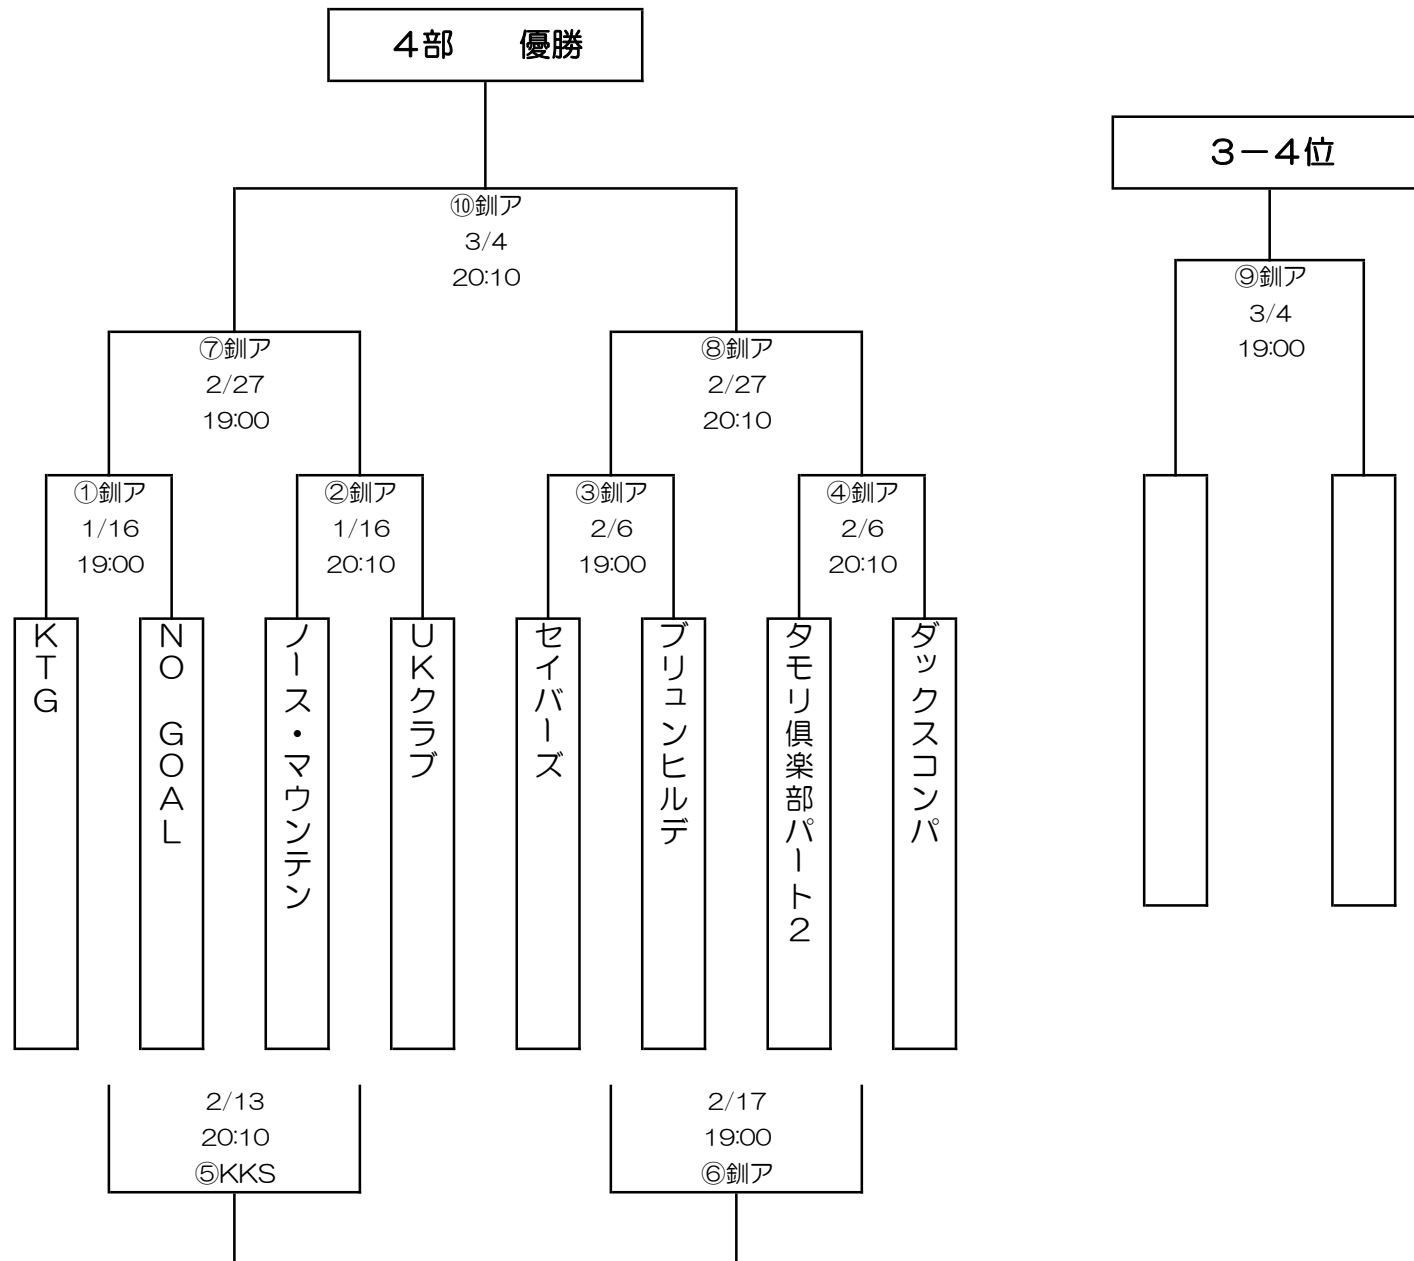 ４部　　優勝
３－４位
⑩釧ア
3/4
20:10
⑨釧ア
3/4
19:00
⑦釧ア
2/27
19:00
⑧釧ア
2/27
20:10
①釧ア
1/16
19:00
②釧ア
1/16
20:10
③釧ア
2/6
19:00
④釧ア
2/6
20:10
ＫＴＧ
ＮＯ　ＧＯＡＬ
ノース・マウンテン
ＵＫクラブ
セイバーズ
ブリュンヒルデ
タモリ倶楽部パート２
ダックスコンパ
2/13
20:10
⑤KKS
2/17
19:00
⑥釧ア